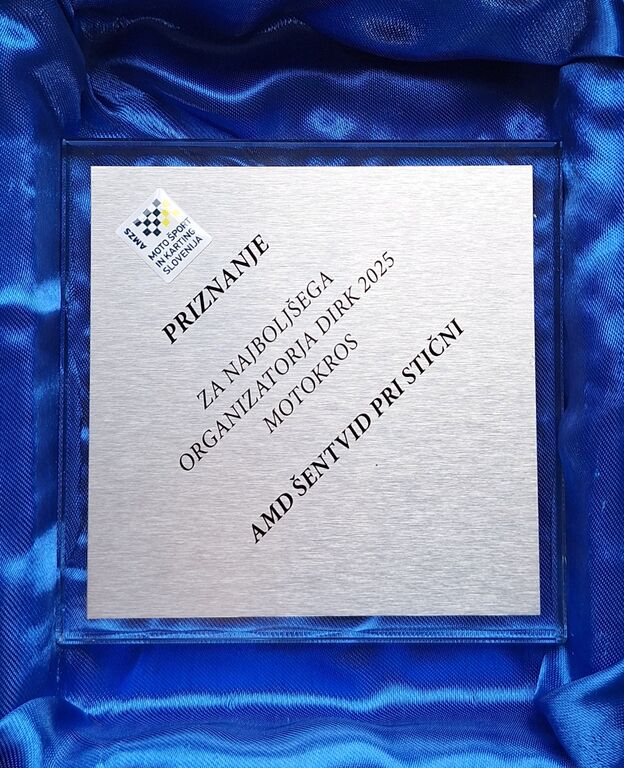 AMZS
MOTO ŠPORT
IN KARTING
SLOVENIJA
PRIZNANJE
ZA NAJBOLJŠEGA
ORGANIZATORJA DIRK 2025
MOTOKROS
AMD ŠENTVID PRI STIČNI